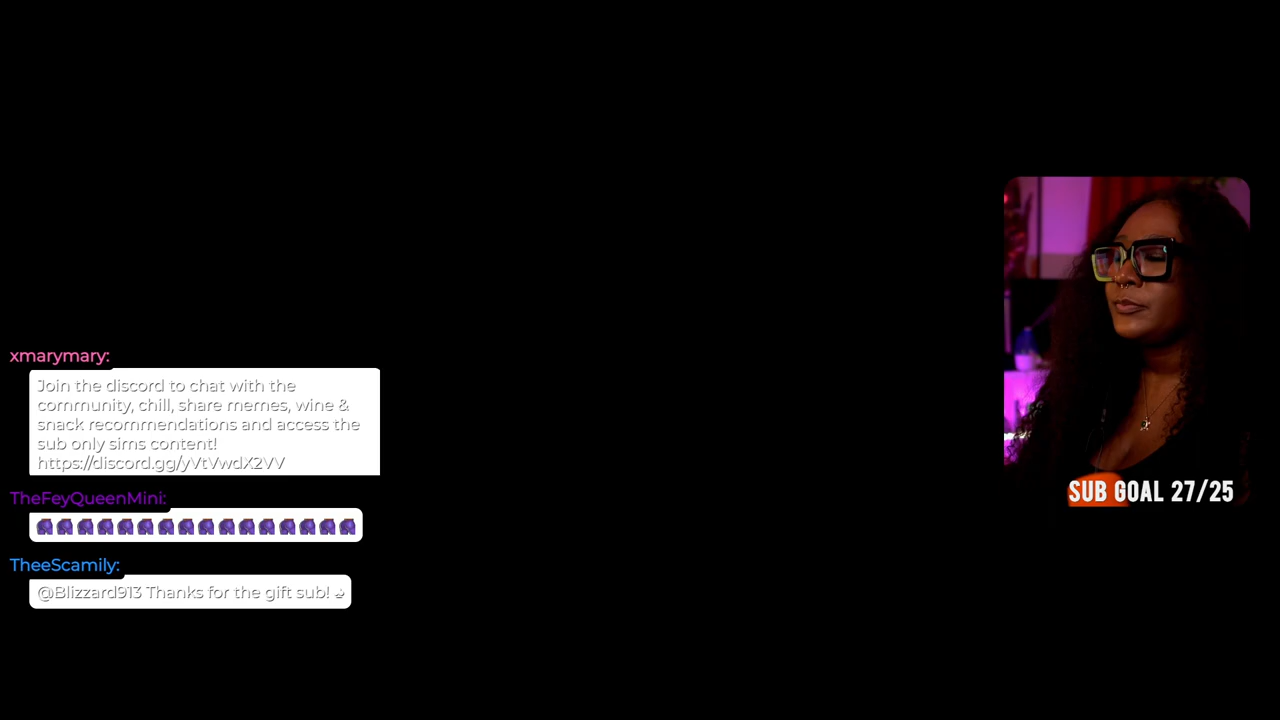 xmarymary:
Join the discord to chat with the
community, chill, share memes, wine &
snack recommendations and access the
sub only sims content!
https://discord.gg/yVtVwdX2VV
TheFeyQueenMini:
TheeScamily:
@Blizzard913 Thanks for the gift sub!
SUB GOAL 27/25